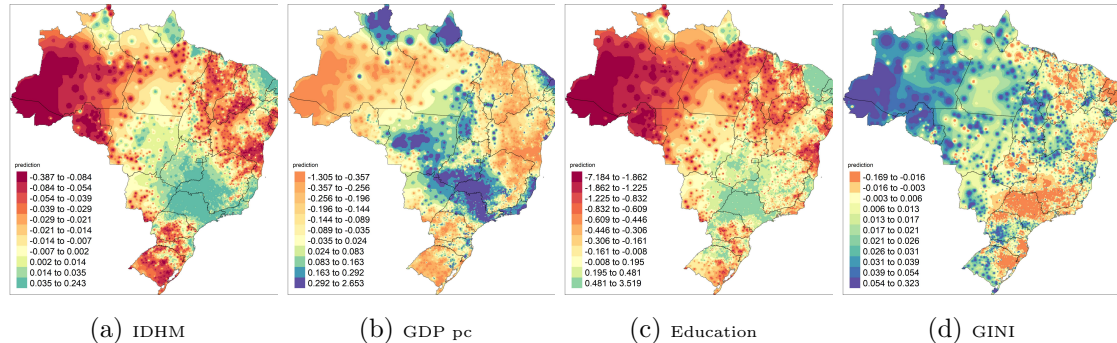 prediction
-0.387 to -0.084
-0.084 to -0.054
-0.054 to -0.039
-0.039 to -0.029
-0.029 to -0.021
-0.021 to -0.014
-0.014 to -0.007
-0.007 to 0.002
0.002 to 0.014
0.014 to 0.035
0.035 to 0.243
(a) IDHM
prediction
-1.305 to -0.357
-0.357 to -0.256
-0.256 to -0.196
-0.196 to -0.144
-0.144 to -0.089
-0.089 to -0.035
-0.035 to 0.024
0.024 to 0.083
0.083 to 0.163
0.163 to 0.292
0.292 to 2.653
(b) GDP pc
prediction
-7.184 to -1.862
-1.862 to -1.225
-1.225 to -0.832
-0.832 to -0.609
-0.609 to -0.446
-0.446 to -0.306
-0.306 to -0.161
-0.161 to -0.008
-0.008 to 0.195
0.195 to 0.481
0.481 to 3.519
(c) Education
prediction
-0.169 to -0.016
-0.016 to -0.003
-0.003 to 0.006
0.006 to 0.013
0.013 to 0.017
0.017 to 0.021
0.021 to 0.026
0.026 to 0.031
0.031 to 0.039
0.039 to 0.054
0.054 to 0.323
(d) GINI